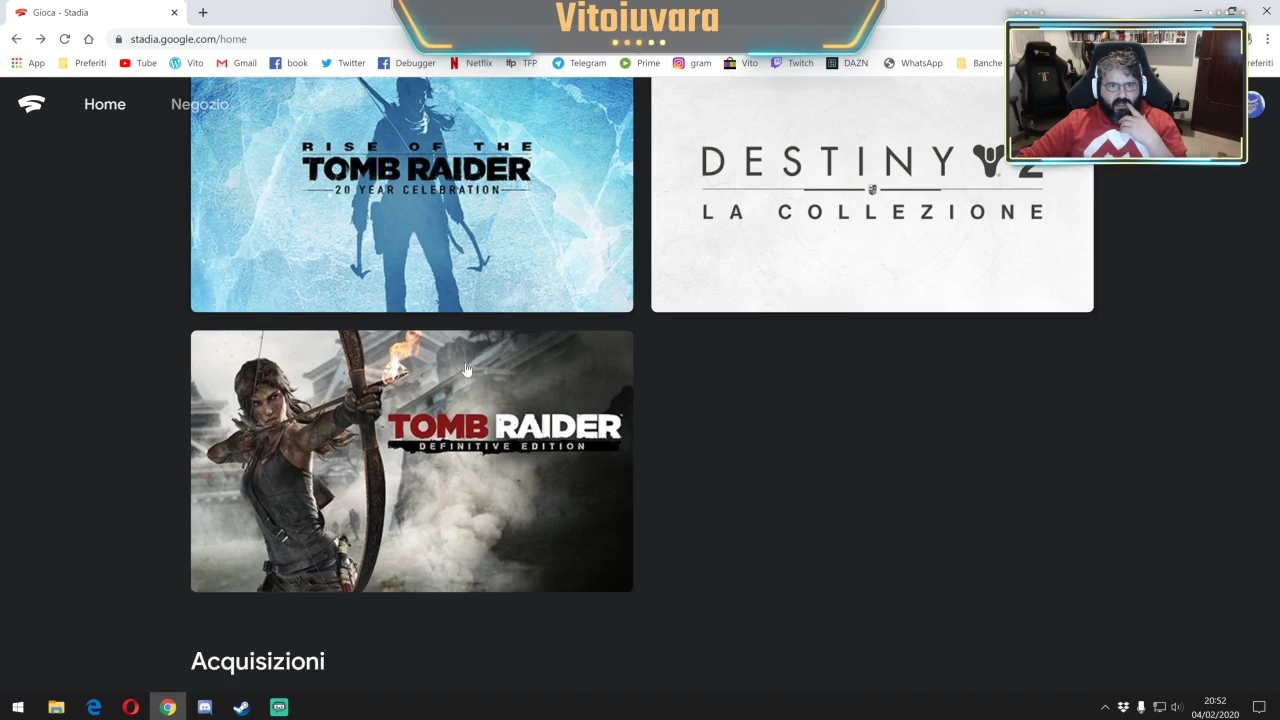 Gioca - Stadia
Vitoiuvara
stadia.google.com/home
App Preferiti Tube Vito Gmail book Twitter Debugger Netflix TFP Telegram Prime gram Vito Twitch DAZN WhatsApp Banche
Home Negozio
RISE OF THE
TOMB RAIDER
20 YEAR CELEBRATION
DESTINY 2
LA COLLEZIONE
TOMB RAIDER
DEFINITIVE EDITION
Acquisizioni
20:52
04/02/2020